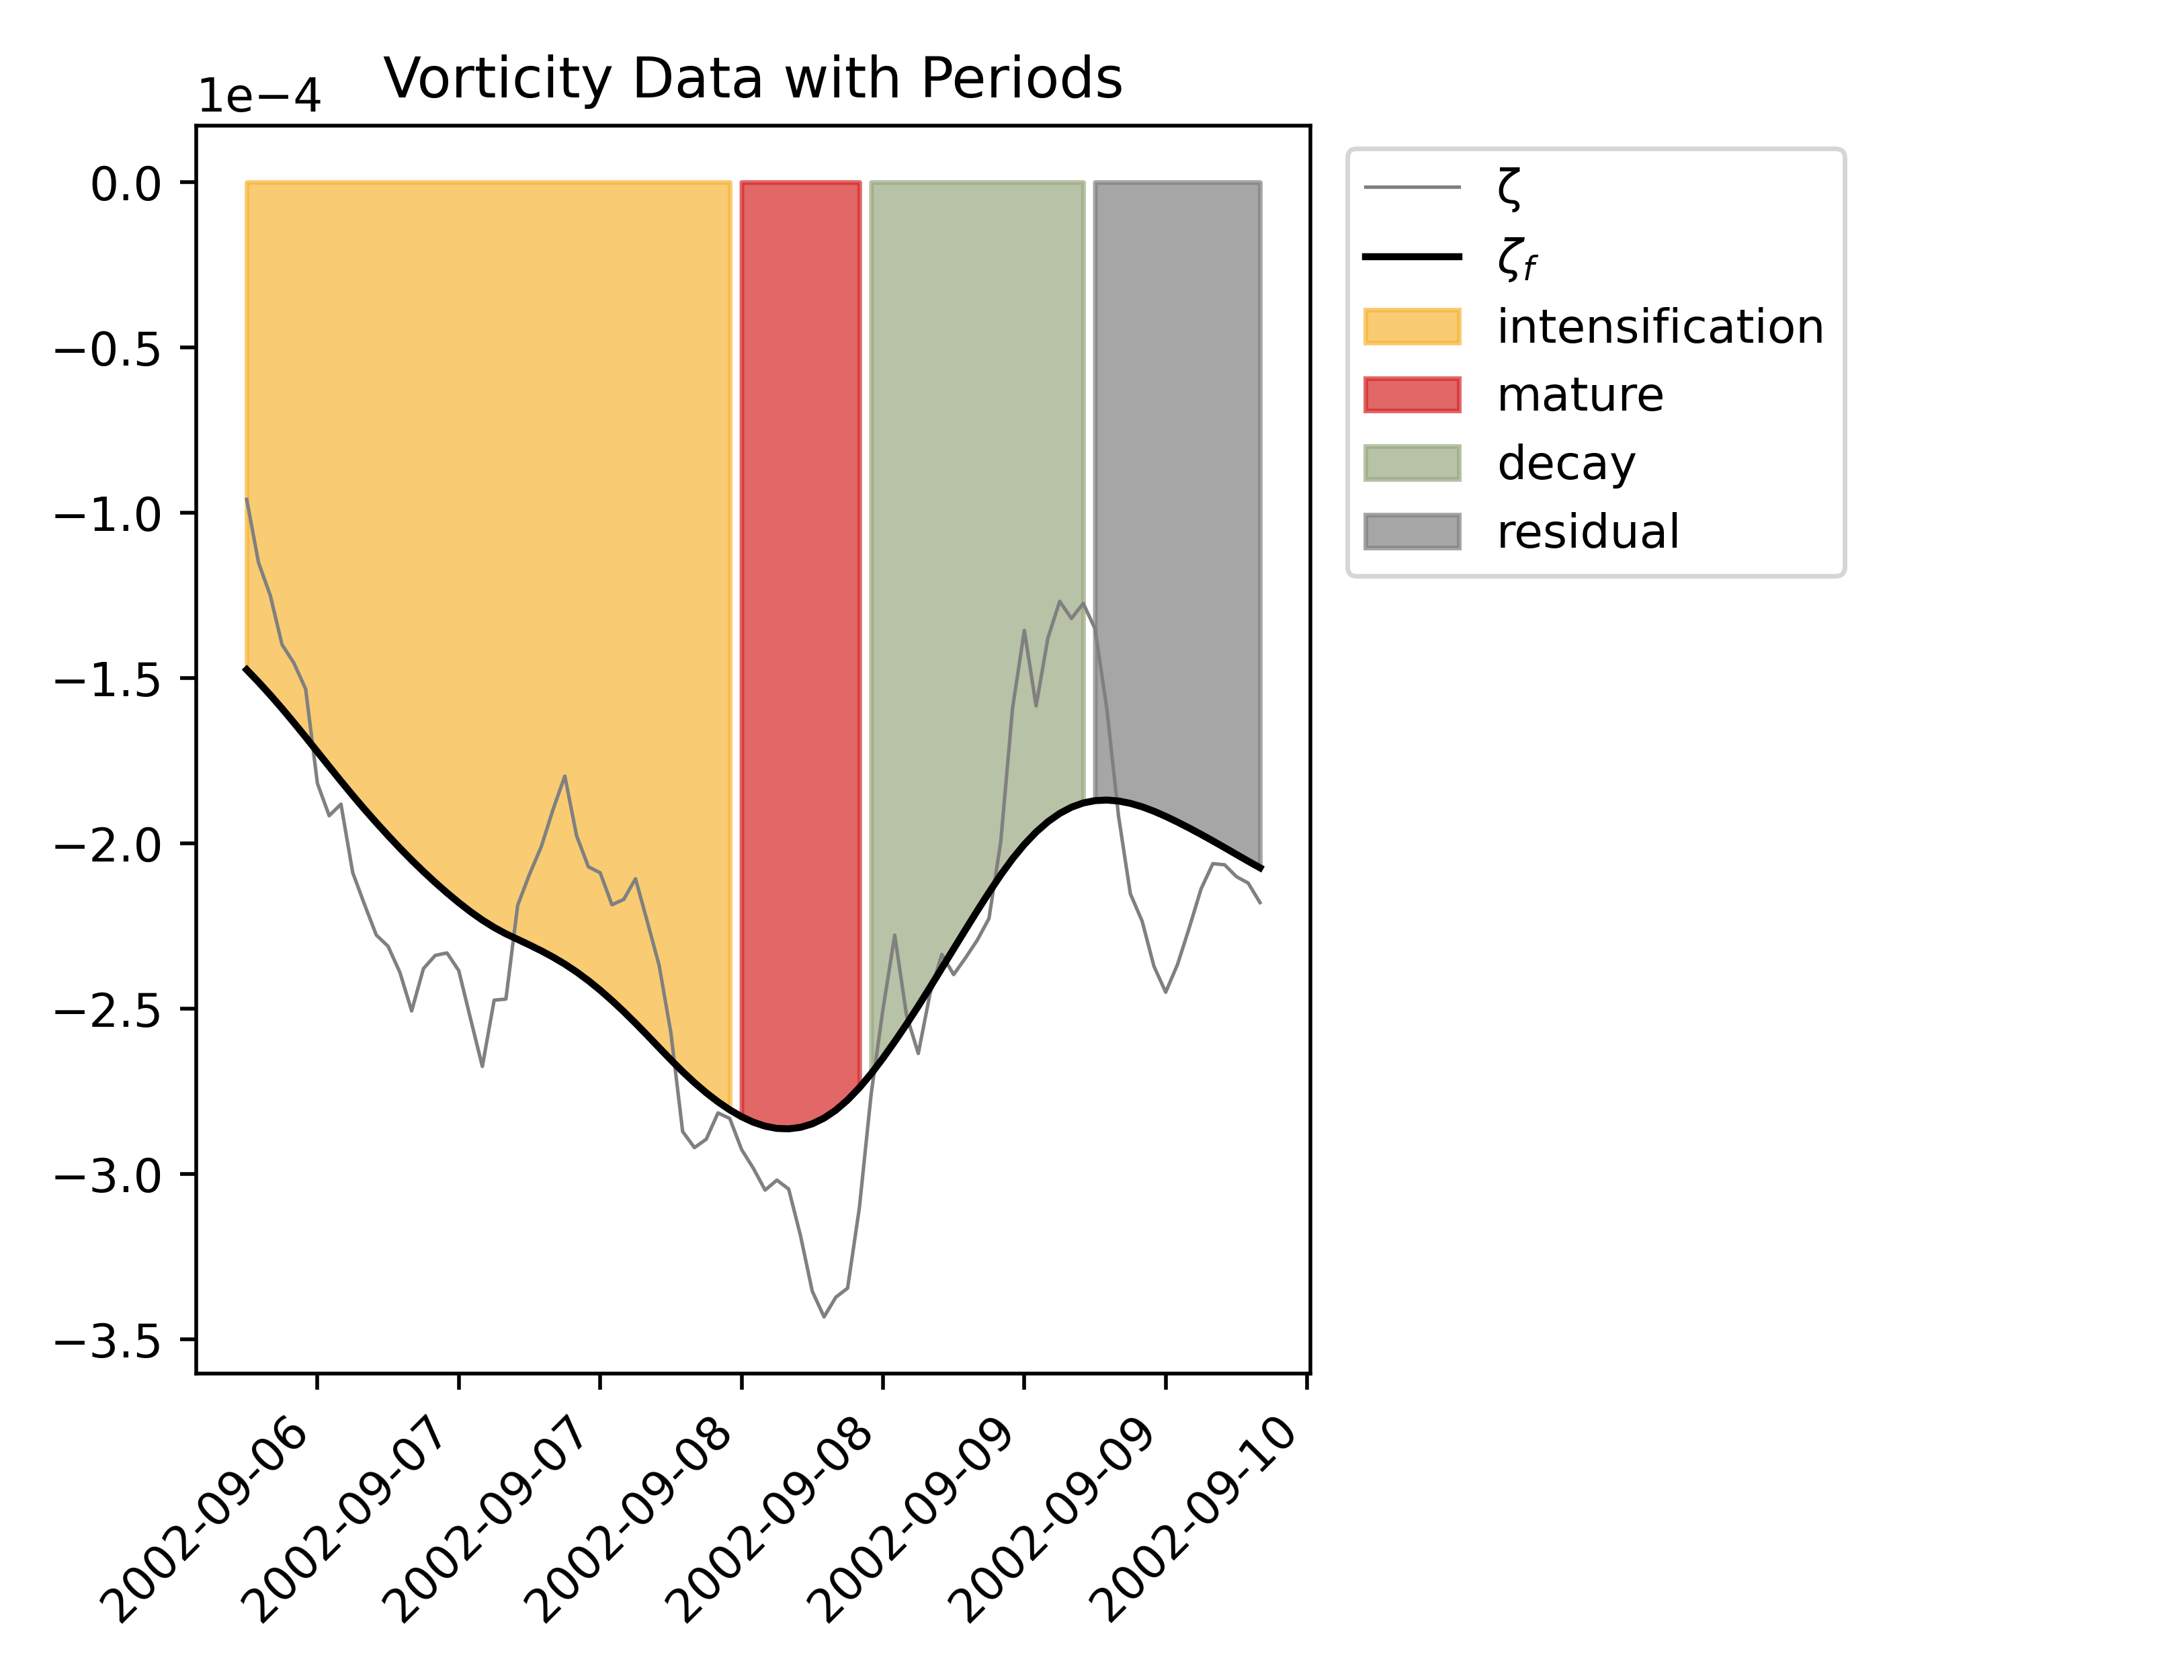 Vorticity Data with Periods
1e−4
0.0
−0.5
−1.0
−1.5
−2.0
−2.5
−3.0
−3.5
2002-09-06
2002-09-07
2002-09-07
2002-09-08
2002-09-08
2002-09-09
2002-09-09
2002-09-10
ζ
ζf
intensification
mature
decay
residual